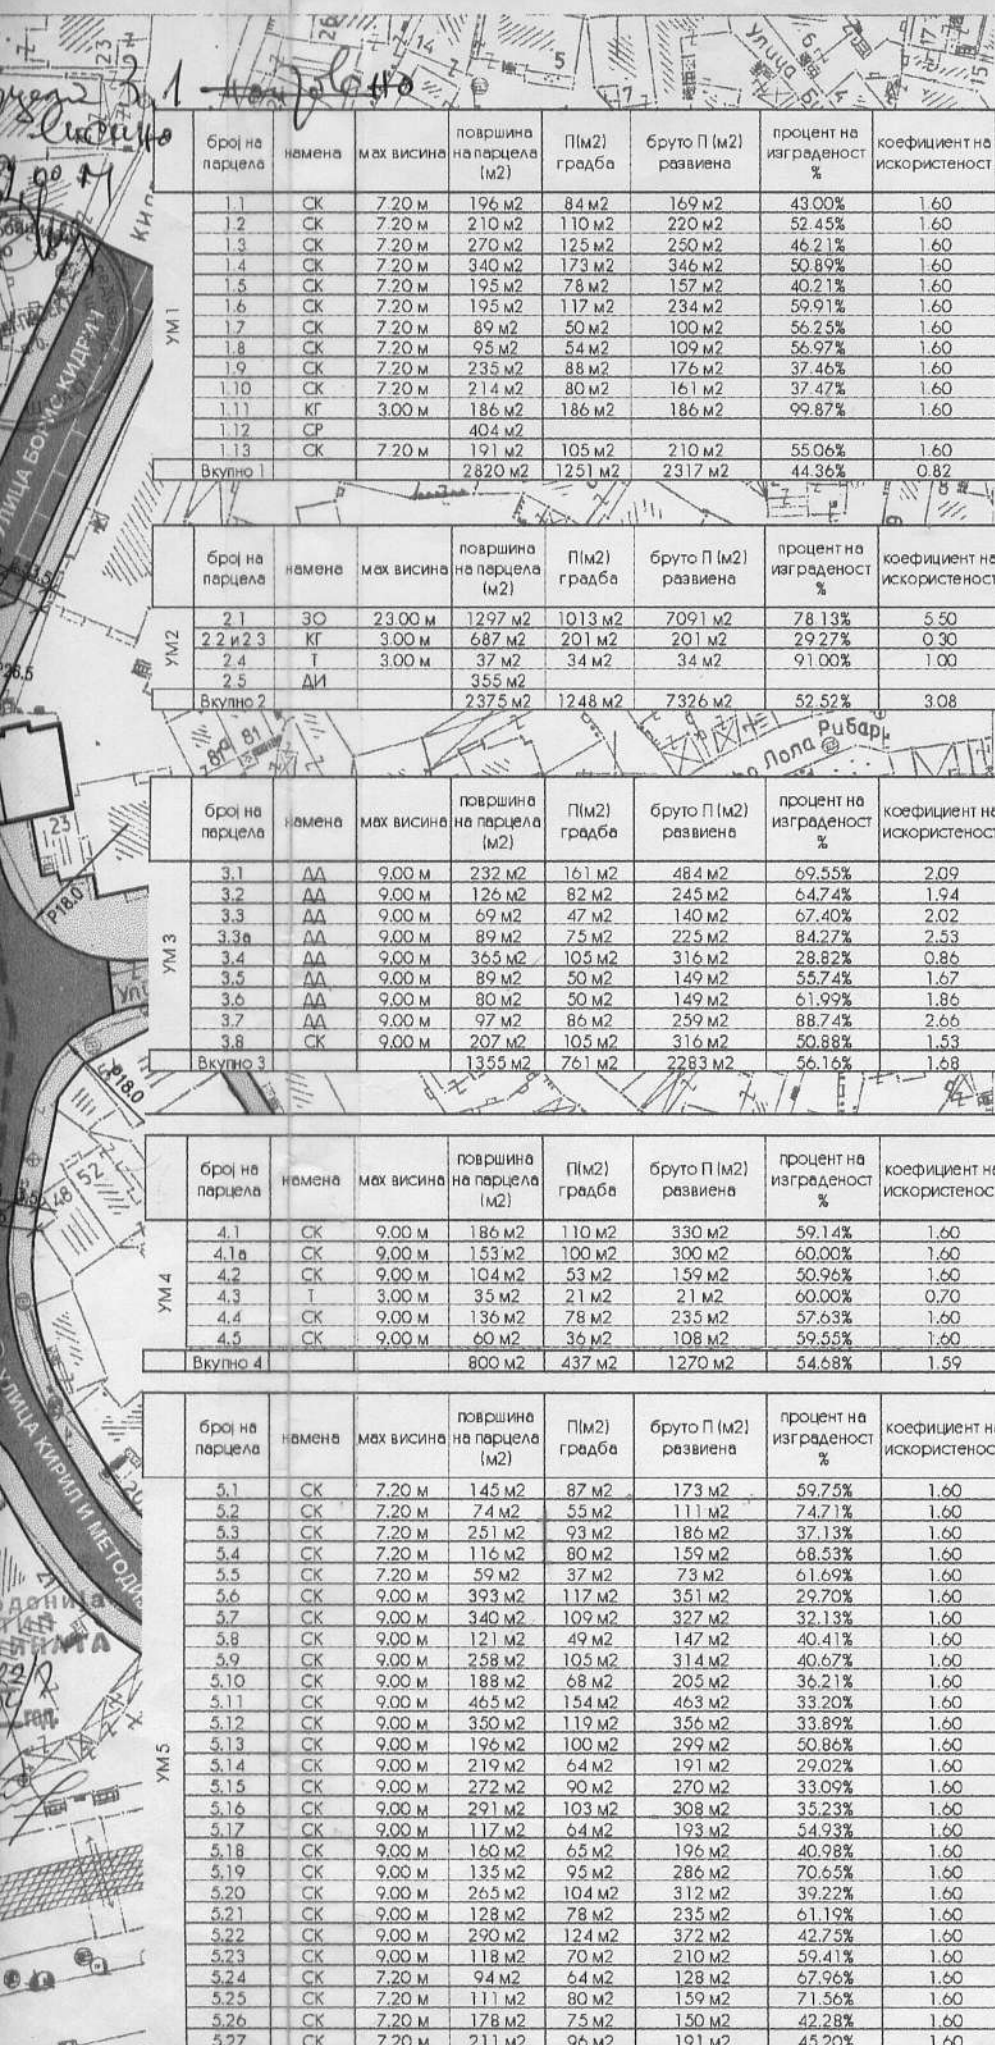 3,1
број на парцела намена мах висина површина на парцела (м2) П(м2) градба бруто П (м2) развиена процент на изграденост % коефициент на искористеност
УМ 1
1.1 СК 7.20 м 196 м2 84 м2 169 м2 43.00% 1.60
1.2 СК 7.20 м 210 м2 110 м2 220 м2 52.45% 1.60
1.3 СК 7.20 м 270 м2 125 м2 250 м2 46.21% 1.60
1.4 СК 7.20 м 340 м2 173 м2 346 м2 50.89% 1.60
1.5 СК 7.20 м 195 м2 78 м2 157 м2 40.21% 1.60
1.6 СК 7.20 м 195 м2 117 м2 234 м2 59.91% 1.60
1.7 СК 7.20 м 89 м2 50 м2 100 м2 56.25% 1.60
1.8 СК 7.20 м 95 м2 54 м2 109 м2 56.97% 1.60
1.9 СК 7.20 м 235 м2 88 м2 176 м2 37.46% 1.60
1.10 СК 7.20 м 214 м2 80 м2 161 м2 37.47% 1.60
1.11 КГ 3.00 м 186 м2 186 м2 186 м2 99.87% 1.60
1.12 СР 404 м2
1.13 СК 7.20 м 191 м2 105 м2 210 м2 55.06% 1.60
Вкупно 1 2820 м2 1251 м2 2317 м2 44.36% 0.82
број на парцела намена мах висина површина на парцела (м2) П(м2) градба бруто П (м2) развиена процент на изграденост % коефициент на искористеност
УМ2
2.1 ЗО 23.00 м 1297 м2 1013 м2 7091 м2 78.13% 5.50
2.2 и 2.3 КГ 3.00 м 687 м2 201 м2 201 м2 29.27% 0.30
2.4 Т 3.00 м 37 м2 34 м2 34 м2 91.00% 1.00
2.5 ДИ 355 м2
Вкупно 2 2375 м2 1248 м2 7326 м2 52.52% 3.08
број на парцела намена мах висина површина на парцела (м2) П(м2) градба бруто П (м2) развиена процент на изграденост % коефициент на искористеност
УМ 3
3.1 АА 9.00 м 232 м2 161 м2 484 м2 69.55% 2.09
3.2 АА 9.00 м 126 м2 82 м2 245 м2 64.74% 1.94
3.3 АА 9.00 м 69 м2 47 м2 140 м2 67.40% 2.02
3.3а АА 9.00 м 89 м2 75 м2 225 м2 84.27% 2.53
3.4 АА 9.00 м 365 м2 105 м2 316 м2 28.82% 0.86
3.5 АА 9.00 м 89 м2 50 м2 149 м2 55.74% 1.67
3.6 АА 9.00 м 80 м2 50 м2 149 м2 61.99% 1.86
3.7 АА 9.00 м 97 м2 86 м2 259 м2 88.74% 2.66
3.8 СК 9.00 м 207 м2 105 м2 316 м2 50.88% 1.53
Вкупно 3 1355 м2 761 м2 2283 м2 56.16% 1.68
број на парцела намена мах висина површина на парцела (м2) П(м2) градба бруто П (м2) развиена процент на изграденост % коефициент на искористенос
УМ 4
4.1 СК 9.00 м 186 м2 110 м2 330 м2 59.14% 1.60
4.1а СК 9.00 м 153 м2 100 м2 300 м2 60.00% 1.60
4.2 СК 9.00 м 104 м2 53 м2 159 м2 50.96% 1.60
4.3 Т 3.00 м 35 м2 21 м2 21 м2 60.00% 0.70
4.4 СК 9.00 м 136 м2 78 м2 235 м2 57.63% 1.60
4.5 СК 9.00 м 60 м2 36 м2 108 м2 59.55% 1.60
Вкупно 4 800 м2 437 м2 1270 м2 54.68% 1.59
број на парцела намена мах висина површина на парцела (м2) П(м2) градба бруто П (м2) развиена процент на изграденост % коефициент на искористенос
УМ 5
5.1 СК 7.20 м 145 м2 87 м2 173 м2 59.75% 1.60
5.2 СК 7.20 м 74 м2 55 м2 111 м2 74.71% 1.60
5.3 СК 7.20 м 251 м2 93 м2 186 м2 37.13% 1.60
5.4 СК 7.20 м 116 м2 80 м2 159 м2 68.53% 1.60
5.5 СК 7.20 м 59 м2 37 м2 73 м2 61.69% 1.60
5.6 СК 9.00 м 393 м2 117 м2 351 м2 29.70% 1.60
5.7 СК 9.00 м 340 м2 109 м2 327 м2 32.13% 1.60
5.8 СК 9.00 м 121 м2 49 м2 147 м2 40.41% 1.60
5.9 СК 9.00 м 258 м2 105 м2 314 м2 40.67% 1.60
5.10 СК 9.00 м 188 м2 68 м2 205 м2 36.21% 1.60
5.11 СК 9.00 м 465 м2 154 м2 463 м2 33.20% 1.60
5.12 СК 9.00 м 350 м2 119 м2 356 м2 33.89% 1.60
5.13 СК 9.00 м 196 м2 100 м2 299 м2 50.86% 1.60
5.14 СК 9.00 м 219 м2 64 м2 191 м2 29.02% 1.60
5.15 СК 9.00 м 272 м2 90 м2 270 м2 33.09% 1.60
5.16 СК 9.00 м 291 м2 103 м2 308 м2 35.23% 1.60
5.17 СК 9.00 м 117 м2 64 м2 193 м2 54.93% 1.60
5.18 СК 9.00 м 160 м2 65 м2 196 м2 40.98% 1.60
5.19 СК 9.00 м 135 м2 95 м2 286 м2 70.65% 1.60
5.20 СК 9.00 м 265 м2 104 м2 312 м2 39.22% 1.60
5.21 СК 9.00 м 128 м2 78 м2 235 м2 61.19% 1.60
5.22 СК 9.00 м 290 м2 124 м2 372 м2 42.75% 1.60
5.23 СК 9.00 м 118 м2 70 м2 210 м2 59.41% 1.60
5.24 СК 7.20 м 94 м2 64 м2 128 м2 67.96% 1.60
5.25 СК 7.20 м 111 м2 80 м2 159 м2 71.56% 1.60
5.26 СК 7.20 м 178 м2 75 м2 150 м2 42.28% 1.60
5.27 СК 7.20 м 211 м2 96 м2 191 м2 45.20% 1.60
УЛИЦА БОРИС КИДРИЧ
УЛИЦА КИРИЛ И МЕТОДИ
Лола Рибар
P18.0
P18.0